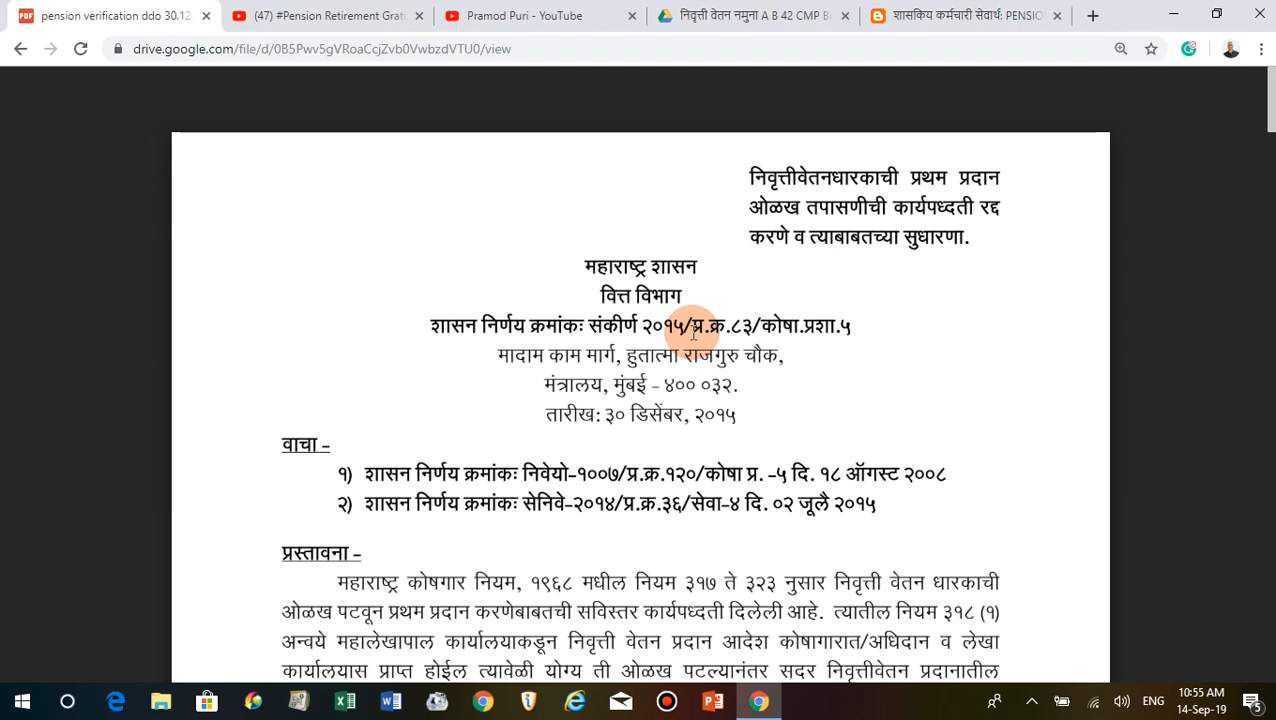 pension verification ddo 30.12
(47) #Pension Retirement Grat
Pramod Puri - YouTube
निवृत्ती वेतन नमुना A B 42 CMP Bo
शासकिय कर्मचारी सेवार्थ: PENSIO
drive.google.com/file/d/0B5Pwv5gVRoaCcjZvb0VwbzdVTU0/view
निवृत्तीवेतनधारकाची प्रथम प्रदान
ओळख तपासणीची कार्यपध्दती रद्द
करणे व त्याबाबतच्या सुधारणा.
महाराष्ट्र शासन
वित्त विभाग
शासन निर्णय क्रमांकः संकीर्ण २०१५/प्र.क्र.८३/कोषा.प्रशा.५
मादाम काम मार्ग, हुतात्मा राजगुरु चौक,
मंत्रालय, मुंबई - ४०० ०३२.
तारीख: ३० डिसेंबर, २०१५
वाचा -
१) शासन निर्णय क्रमांकः निवेयो-१००७/प्र.क्र.१२०/कोषा प्र. -५ दि. १८ ऑगस्ट २००८
२) शासन निर्णय क्रमांकः सेनिवे-२०१४/प्र.क्र.३६/सेवा-४ दि. ०२ जूलै २०१५
प्रस्तावना -
महाराष्ट्र कोषगार नियम, १९६८ मधील नियम ३१७ ते ३२३ नुसार निवृत्ती वेतन धारकाची
ओळख पटवून प्रथम प्रदान करणेबाबतची सविस्तर कार्यपध्दती दिलेली आहे. त्यातील नियम ३१८ (१)
अन्वये महालेखापाल कार्यालयाकडून निवृत्ती वेतन प्रदान आदेश कोषागारात/अधिदान व लेखा
कार्यालयास प्राप्त होईल त्यावेळी योग्य ती ओळख पटल्यानंतर सदर निवृत्तीवेतन प्रदानातील
ENG
10:55 AM
14-Sep-19
5